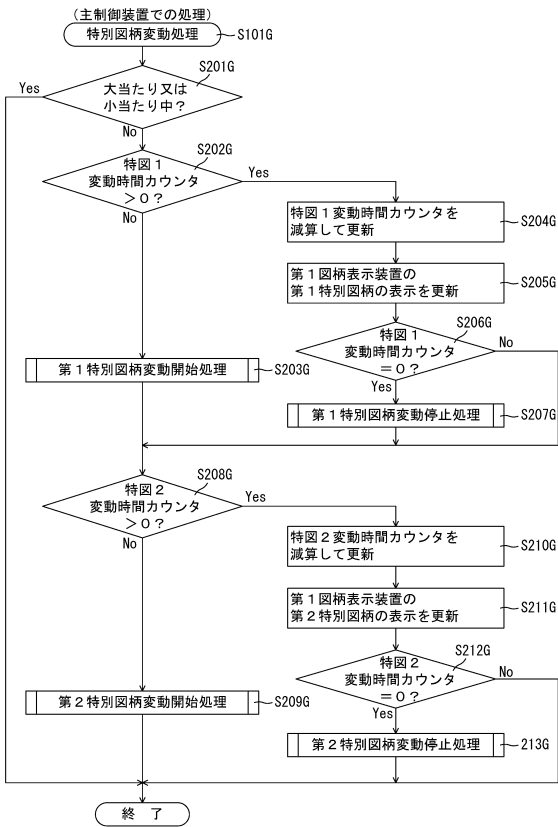 (主制御装置での処理)
特別図柄変動処理
S101G
大当たり又は
小当たり中？
S201G
Yes
No
特図１
変動時間カウンタ
＞０？
S202G
Yes
No
特図１変動時間カウンタを
減算して更新
S204G
第１図柄表示装置の
第１特別図柄の表示を更新
S205G
特図１
変動時間カウンタ
＝０？
S206G
No
Yes
第１特別図柄変動開始処理
S203G
第１特別図柄変動停止処理
S207G
特図２
変動時間カウンタ
＞０？
S208G
Yes
No
特図２変動時間カウンタを
減算して更新
S210G
第１図柄表示装置の
第２特別図柄の表示を更新
S211G
特図２
変動時間カウンタ
＝０？
S212G
No
Yes
第２特別図柄変動開始処理
S209G
第２特別図柄変動停止処理
213G
終　了